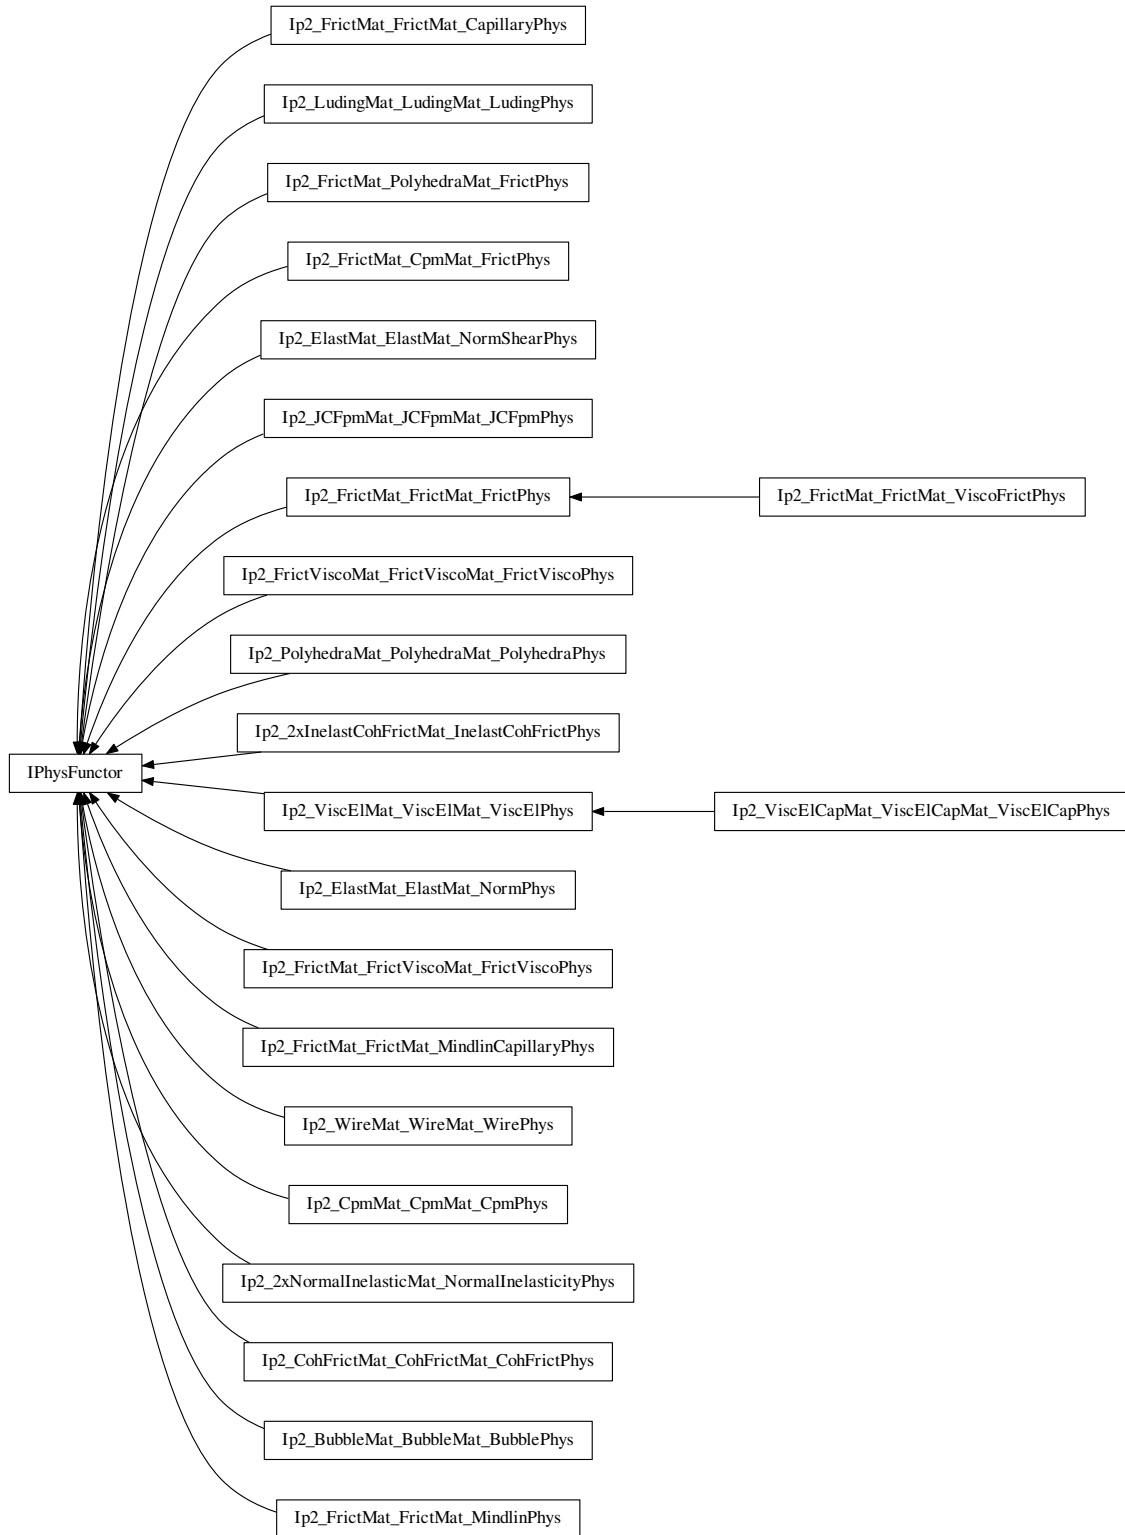 Ip2_FrictMat_FrictMat_CapillaryPhys
Ip2_LudingMat_LudingMat_LudingPhys
Ip2_FrictMat_PolyhedraMat_FrictPhys
Ip2_FrictMat_CpmMat_FrictPhys
Ip2_ElastMat_ElastMat_NormShearPhys
Ip2_JCFpmMat_JCFpmMat_JCFpmPhys
Ip2_FrictMat_FrictMat_FrictPhys
Ip2_FrictMat_FrictMat_ViscoFrictPhys
Ip2_FrictViscoMat_FrictViscoMat_FrictViscoPhys
Ip2_PolyhedraMat_PolyhedraMat_PolyhedraPhys
Ip2_2xInelastCohFrictMat_InelastCohFrictPhys
IPhysFunctor
Ip2_ViscElMat_ViscElMat_ViscElPhys
Ip2_ViscElCapMat_ViscElCapMat_ViscElCapPhys
Ip2_ElastMat_ElastMat_NormPhys
Ip2_FrictMat_FrictViscoMat_FrictViscoPhys
Ip2_FrictMat_FrictMat_MindlinCapillaryPhys
Ip2_WireMat_WireMat_WirePhys
Ip2_CpmMat_CpmMat_CpmPhys
Ip2_2xNormalInelasticMat_NormalInelasticityPhys
Ip2_CohFrictMat_CohFrictMat_CohFrictPhys
Ip2_BubbleMat_BubbleMat_BubblePhys
Ip2_FrictMat_FrictMat_MindlinPhys